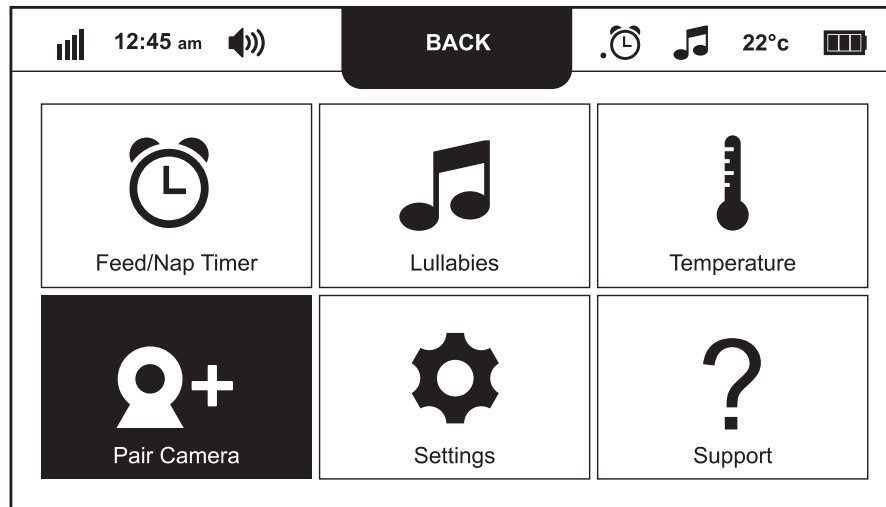 12:45 am BACK 22°c
Feed/Nap Timer Lullabies Temperature
Pair Camera Settings Support